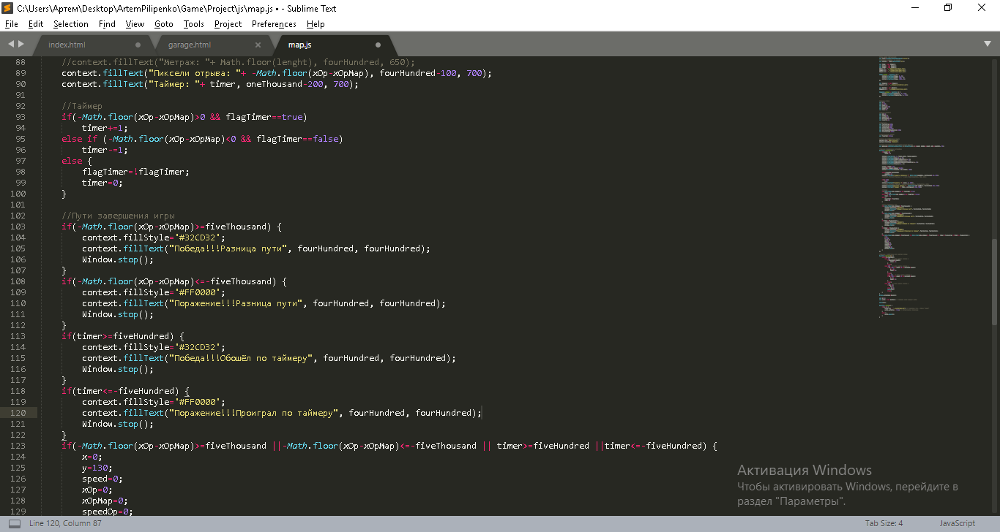 C:\Users\Артем\Desktop\ArtemPilipenko\Game\Project\js\map.js • - Sublime Text
File Edit Selection Find View Goto Tools Project Preferences Help
index.html garage.html map.js
88 //context.fillText("Метраж: "+ Math.floor(lenght), fourHundred, 650);
89 context.fillText("Пиксели отрыва: "+ -Math.floor(xOp-xOpMap), fourHundred-100, 700);
90 context.fillText("Таймер: "+ timer, oneThousand-200, 700);
91
92 //Таймер
93 if(-Math.floor(xOp-xOpMap)>0 && flagTimer==true)
94 timer+=1;
95 else if (-Math.floor(xOp-xOpMap)<0 && flagTimer==false)
96 timer-=1;
97 else {
98 flagTimer=!flagTimer;
99 timer=0;
100 }
101
102 //Пути завершения игры
103 if(-Math.floor(xOp-xOpMap)>=fiveThousand) {
104 context.fillStyle='#32CD32';
105 context.fillText("Победа!!!Разница пути", fourHundred, fourHundred);
106 Window.stop();
107 }
108 if(-Math.floor(xOp-xOpMap)<=-fiveThousand) {
109 context.fillStyle='#FF0000';
110 context.fillText("Поражение!!!Разница пути", fourHundred, fourHundred);
111 Window.stop();
112 }
113 if(timer>=fiveHundred) {
114 context.fillStyle='#32CD32';
115 context.fillText("Победа!!!Обошёл по таймеру", fourHundred, fourHundred);
116 Window.stop();
117 }
118 if(timer<=-fiveHundred) {
119 context.fillStyle='#FF0000';
120 context.fillText("Поражение!!!Проиграл по таймеру", fourHundred, fourHundred);
121 Window.stop();
122 }
123 if(-Math.floor(xOp-xOpMap)>=fiveThousand ||-Math.floor(xOp-xOpMap)<=-fiveThousand || timer>=fiveHundred ||timer<=-fiveHundred) {
124 x=0;
125 y=130;
126 speed=0;
127 xOp=0;
128 xOpMap=0;
129 speedOp=0;
Активация Windows
Чтобы активировать Windows, перейдите в
раздел "Параметры".
Line 120, Column 87 Tab Size: 4 JavaScript